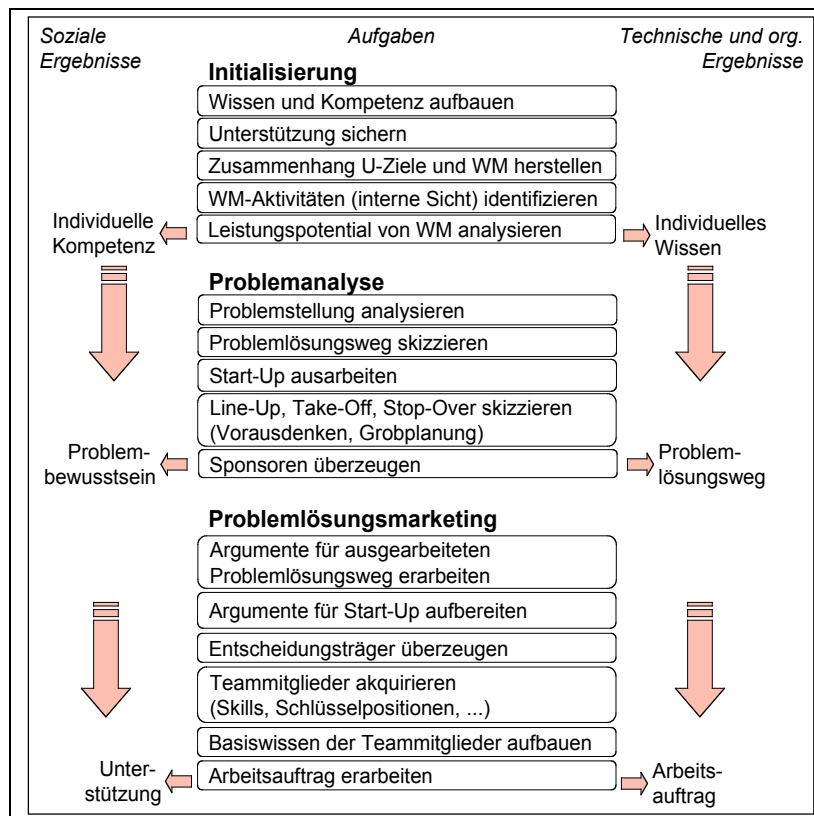 Soziale
Ergebnisse
Aufgaben
Technische und org.
Ergebnisse
Initialisierung
Wissen und Kompetenz aufbauen
Unterstützung sichern
Zusammenhang U-Ziele und WM herstellen
WM-Aktivitäten (interne Sicht) identifizieren
Leistungspotential von WM analysieren
Individuelle
Kompetenz
Individuelles
Wissen
Problemanalyse
Problemstellung analysieren
Problemlösungsweg skizzieren
Start-Up ausarbeiten
Line-Up, Take-Off, Stop-Over skizzieren
(Vorausdenken, Grobplanung)
Sponsoren überzeugen
Problem-
bewusstsein
Problem-
lösungsweg
Problemlösungsmarketing
Argumente für ausgearbeiteten
Problemlösungsweg erarbeiten
Argumente für Start-Up aufbereiten
Entscheidungsträger überzeugen
Teammitglieder akquirieren
(Skills, Schlüsselpositionen, ...)
Basiswissen der Teammitglieder aufbauen
Arbeitsauftrag erarbeiten
Unter-
stützung
Arbeits-
auftrag